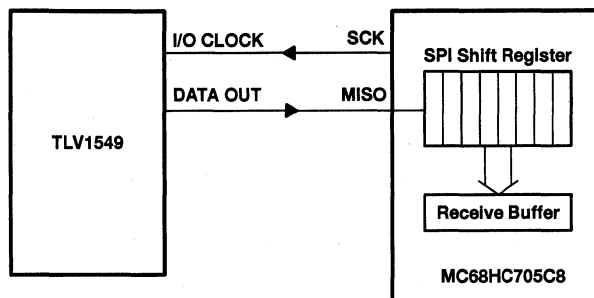 I/O CLOCK
SCK
SPI Shift Register
DATA OUT
MISO
TLV1549
Receive Buffer
MC68HC705C8